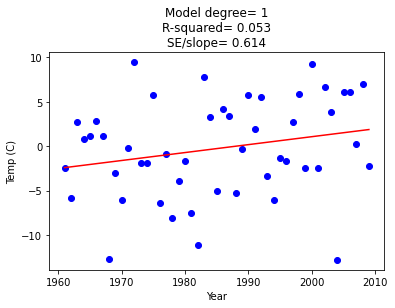 Model degree= 1
R-squared= 0.053
SE/slope= 0.614
Temp (C)
10
5
0
−5
−10
1960
1970
1980
1990
2000
2010
Year